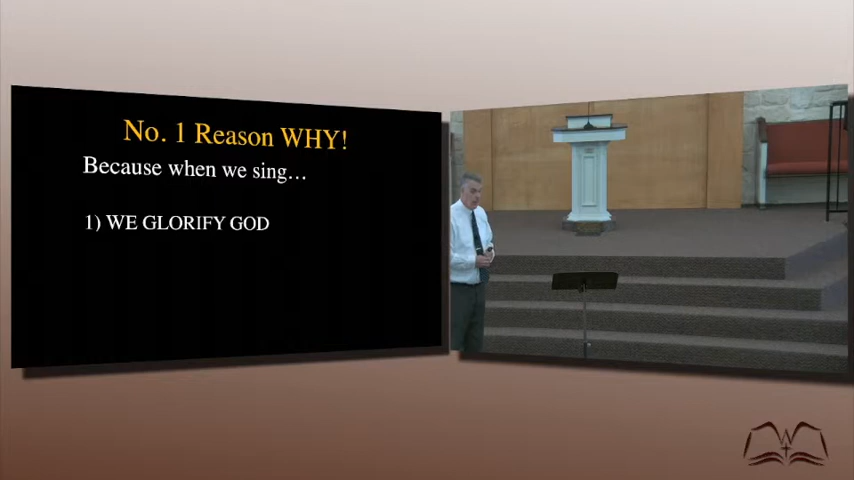 No. 1 Reason WHY!
Because when we sing…
1) WE GLORIFY GOD